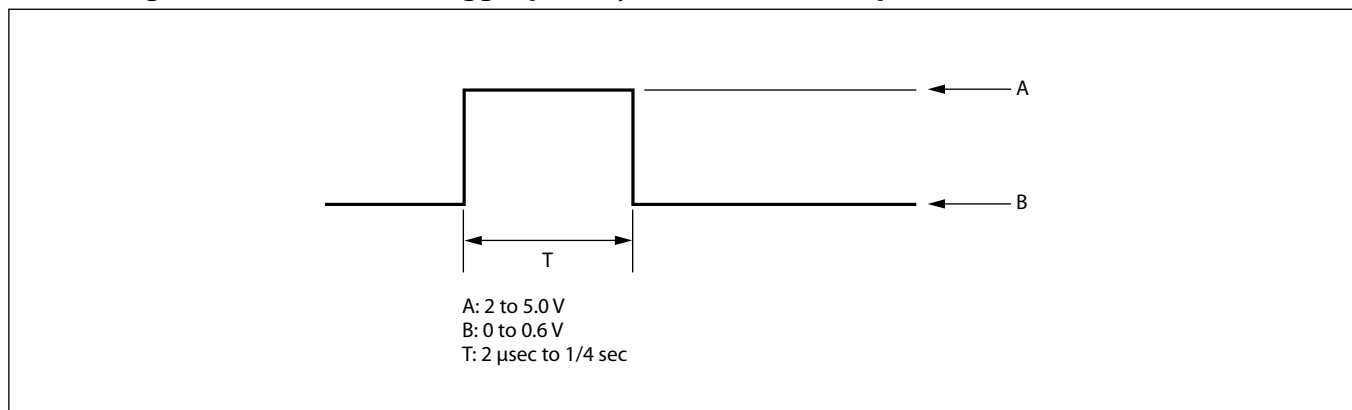 A
B
T
A: 2 to 5.0 V
B: 0 to 0.6 V
T: 2 μsec to 1/4 sec